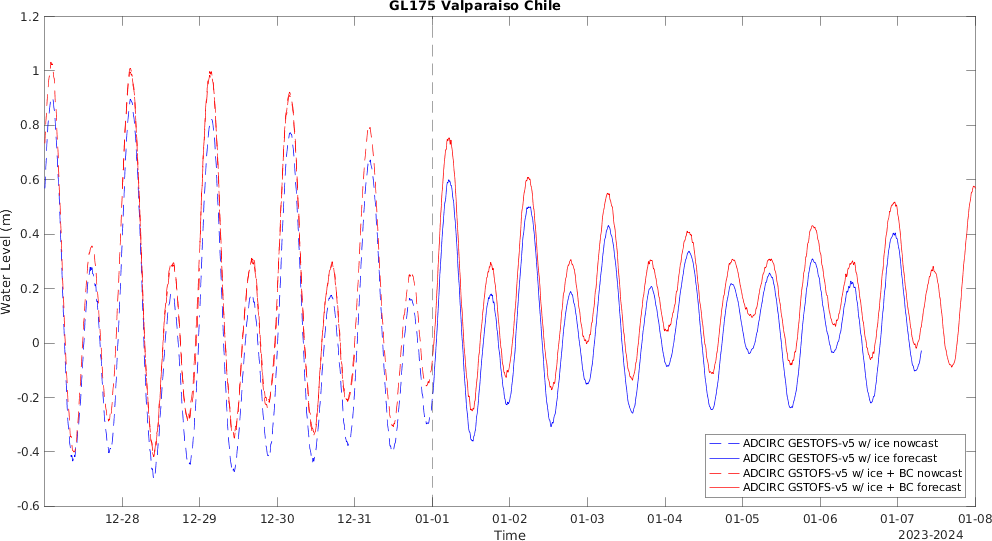 GL175 Valparaiso Chile
1.2
1
0.8
0.6
0.4
0.2
0
-0.2
-0.4
-0.6
Water Level (m)
ADCIRC GESTOFS-v5 w/ ice nowcast
ADCIRC GESTOFS-v5 w/ ice forecast
ADCIRC GSTOFS-v5 w/ ice + BC nowcast
ADCIRC GSTOFS-v5 w/ ice + BC forecast
12-28 12-29 12-30 12-31 01-01 01-02 01-03 01-04 01-05 01-06 01-07 01-08
Time
2023-2024